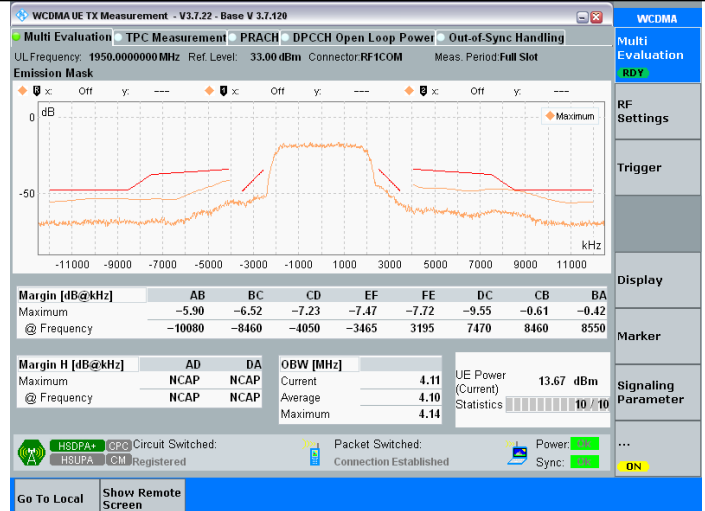 WCDMA UE TX Measurement - V3.7.22 - Base V 3.7.120
WCDMA
Multi Evaluation TPC Measurement PRACH DPCCH Open Loop Power Out-of-Sync Handling
Multi Evaluation
RDY
UL Frequency: 1950.0000000 MHz Ref. Level: 33.00 dBm Connector: RF1COM Meas. Period: Full Slot
Emission Mask
x: Off y: --- x: Off y: --- x: Off y: ---
dB
Maximum
0
-50
kHz
-11000 -9000 -7000 -5000 -3000 -1000 1000 3000 5000 7000 9000 11000
RF Settings
Trigger
Display
Marker
Signaling Parameter
...
ON
Margin [dB@kHz] AB BC CD EF FE DC CB BA
Maximum -5.90 -6.52 -7.23 -7.47 -7.72 -9.55 -0.61 -0.42
@ Frequency -10080 -8460 -4050 -3465 3195 7470 8460 8550
Margin H [dB@kHz] AD DA
Maximum NCAP NCAP
@ Frequency NCAP NCAP
OBW [MHz]
Current 4.11
Average 4.10
Maximum 4.14
UE Power (Current) 13.67 dBm
Statistics 10 / 10
HSDPA+ CPC Circuit Switched: Packet Switched: Power: OK
HSUPA CM Registered Connection Established Sync: OK
Go To Local
Show Remote Screen